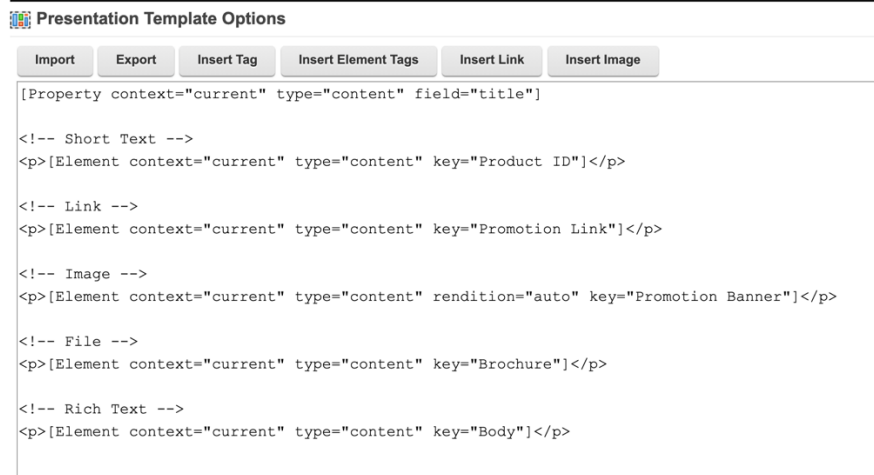 Presentation Template Options
Import Export Insert Tag Insert Element Tags Insert Link Insert Image
[Property context="current" type="content" field="title"]
<!-- Short Text -->
<p>[Element context="current" type="content" key="Product ID"]</p>
<!-- Link -->
<p>[Element context="current" type="content" key="Promotion Link"]</p>
<!-- Image -->
<p>[Element context="current" type="content" rendition="auto" key="Promotion Banner"]</p>
<!-- File -->
<p>[Element context="current" type="content" key="Brochure"]</p>
<!-- Rich Text -->
<p>[Element context="current" type="content" key="Body"]</p>